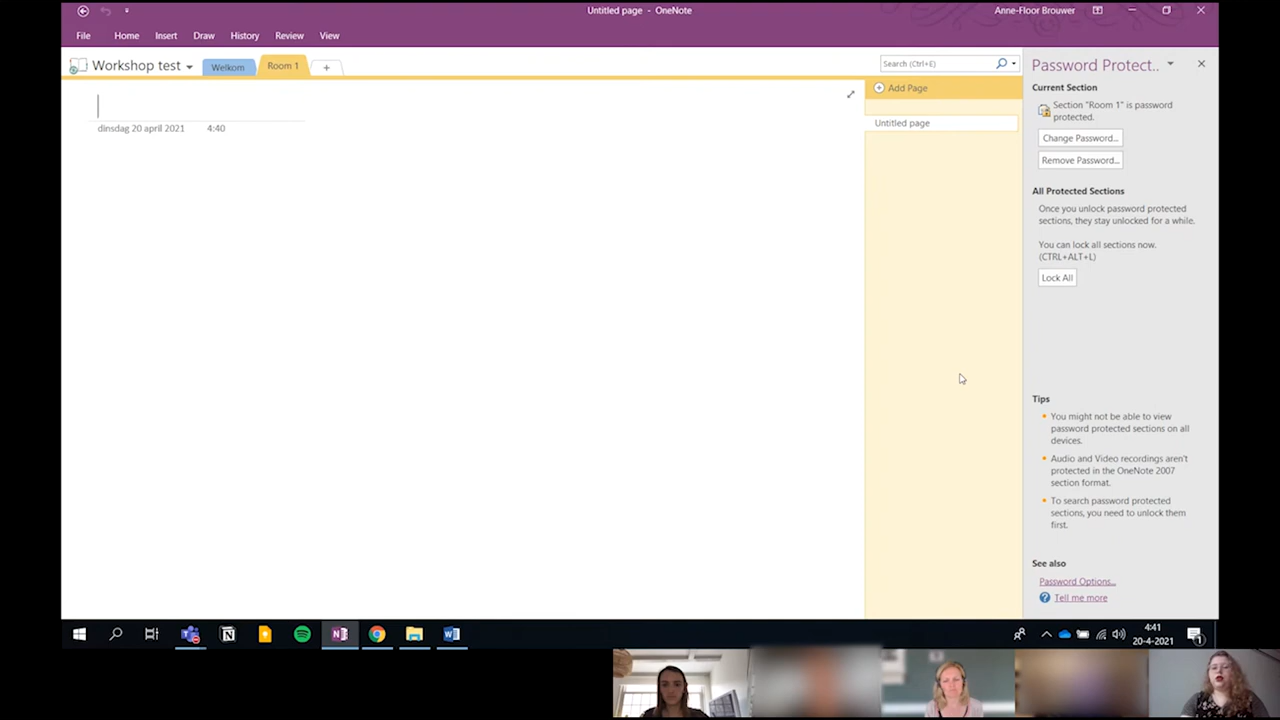 Untitled page - OneNote
Anne-Floor Brouwer
File Home Insert Draw History Review View
Workshop test Welkom Room 1
Search (Ctrl+E)
dinsdag 20 april 2021 4:40
Add Page
Untitled page
Password Protect..
Current Section
Section "Room 1" is password
protected.
Change Password...
Remove Password...
All Protected Sections
Once you unlock password protected
sections, they stay unlocked for a while.
You can lock all sections now.
(CTRL+ALT+L)
Lock All
Tips
You might not be able to view
password protected sections on all
devices.
Audio and Video recordings aren't
protected in the OneNote 2007
section format.
To search password protected
sections, you need to unlock them
first.
See also
Password Options...
Tell me more
4:41
20-4-2021